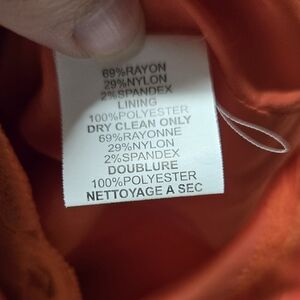 69%RAYON
29%NYLON
2%SPANDEX
LINING
100%POLYESTER
DRY CLEAN ONLY
69%RAYONNE
29%NYLON
2%SPANDEX
DOUBLURE
100%POLYESTER
NETTOYAGE A SEC